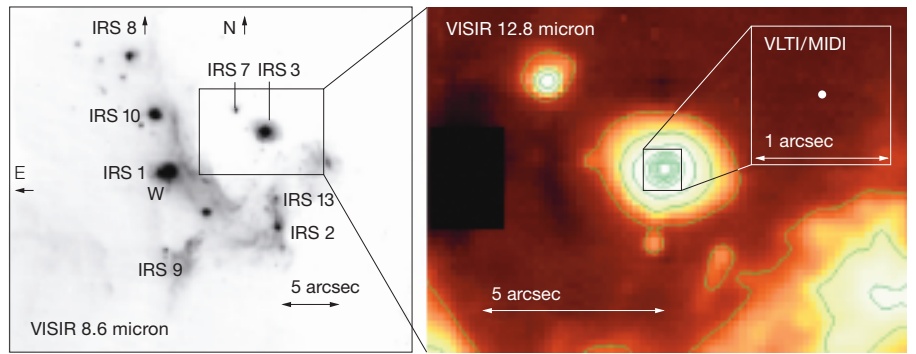 IRS 8
N
IRS 7
IRS 3
IRS 10
E
IRS 1
W
IRS 13
IRS 2
IRS 9
5 arcsec
VISIR 8.6 micron
VISIR 12.8 micron
VLTI/MIDI
1 arcsec
5 arcsec